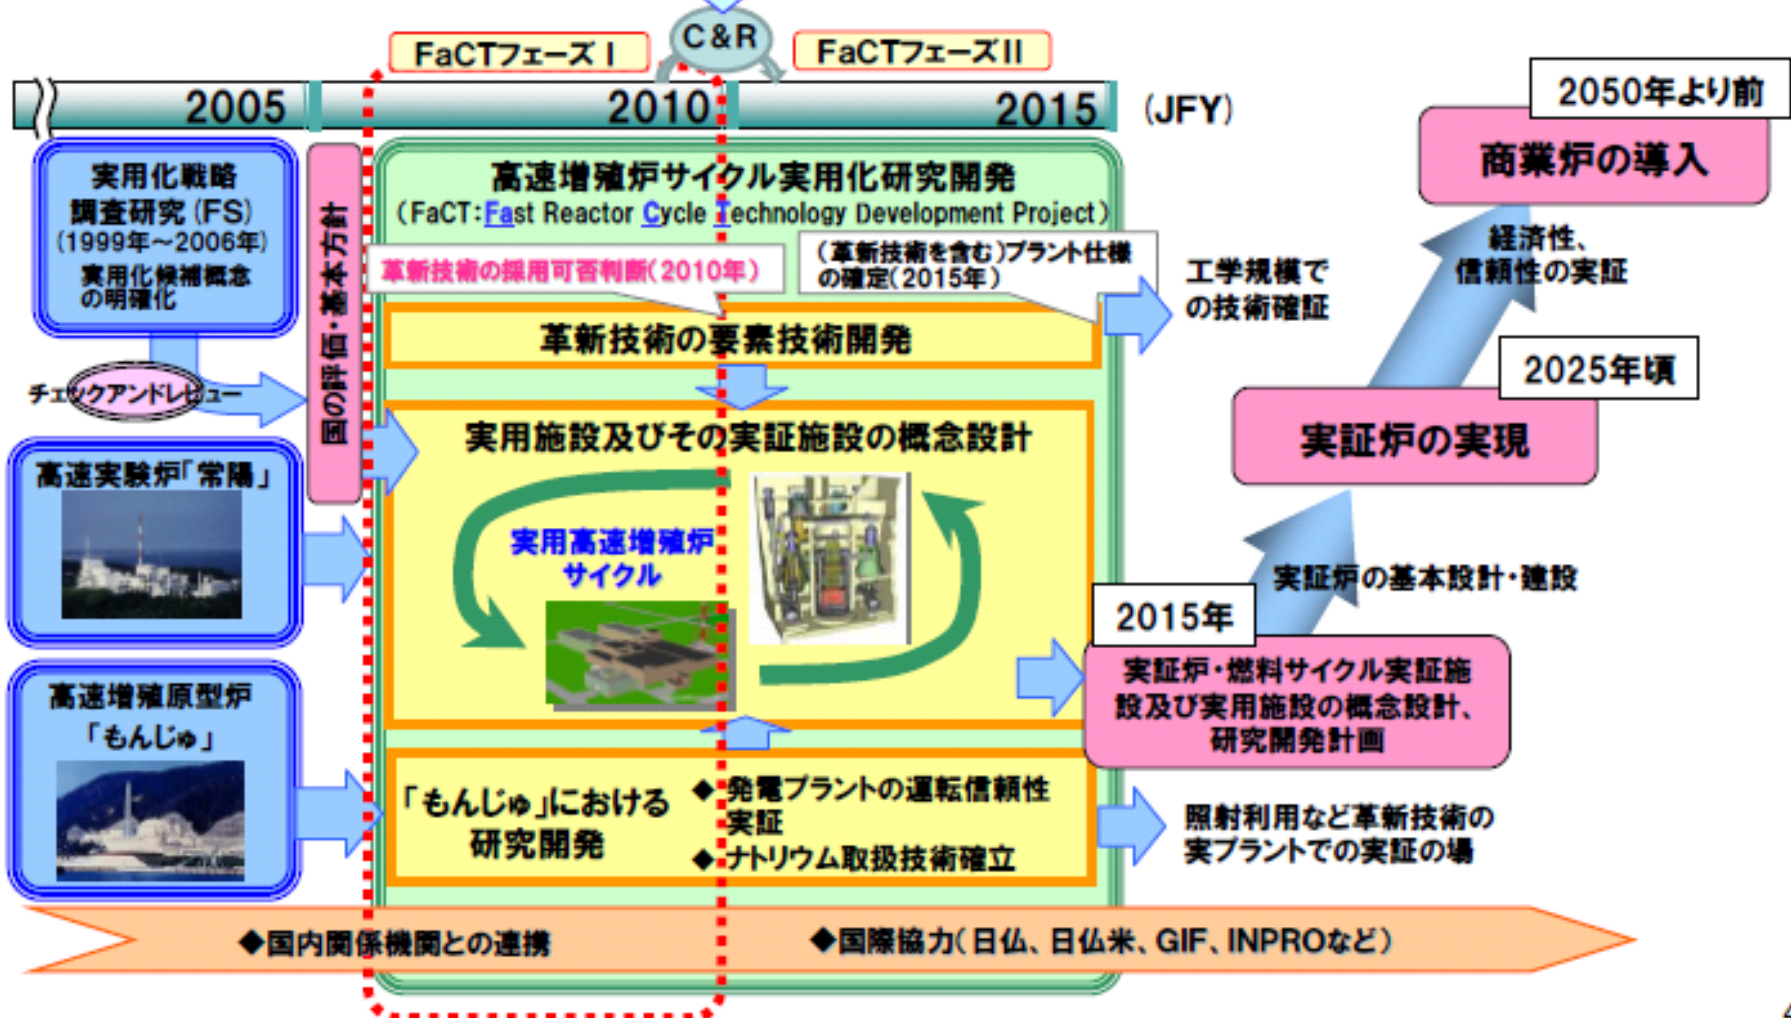 C&R
FaCTフェーズⅠ
FaCTフェーズⅡ
2005
2010
2015
(JFY)
2050年より前
商業炉の導入
実用化戦略
調査研究(FS)
(1999年～2006年)
実用化候補概念
の明確化
国の評価・基本方針
高速増殖炉サイクル実用化研究開発
(FaCT:Fast Reactor Cycle Technology Development Project)
革新技術の採用可否判断(2010年)
(革新技術を含む)プラント仕様
の確定(2015年)
工学規模で
の技術確証
経済性、
信頼性の実証
革新技術の要素技術開発
チェックアンドレビュー
2025年頃
実証炉の実現
実用施設及びその実証施設の概念設計
高速実験炉「常陽」
実用高速増殖炉
サイクル
実証炉の基本設計・建設
2015年
実証炉・燃料サイクル実証施
設及び実用施設の概念設計、
研究開発計画
高速増殖原型炉
「もんじゅ」
「もんじゅ」における
研究開発
◆ 発電プラントの運転信頼性
実証
◆ ナトリウム取扱技術確立
照射利用など革新技術の
実プラントでの実証の場
◆国内関係機関との連携
◆国際協力(日仏、日仏米、GIF、INPROなど)